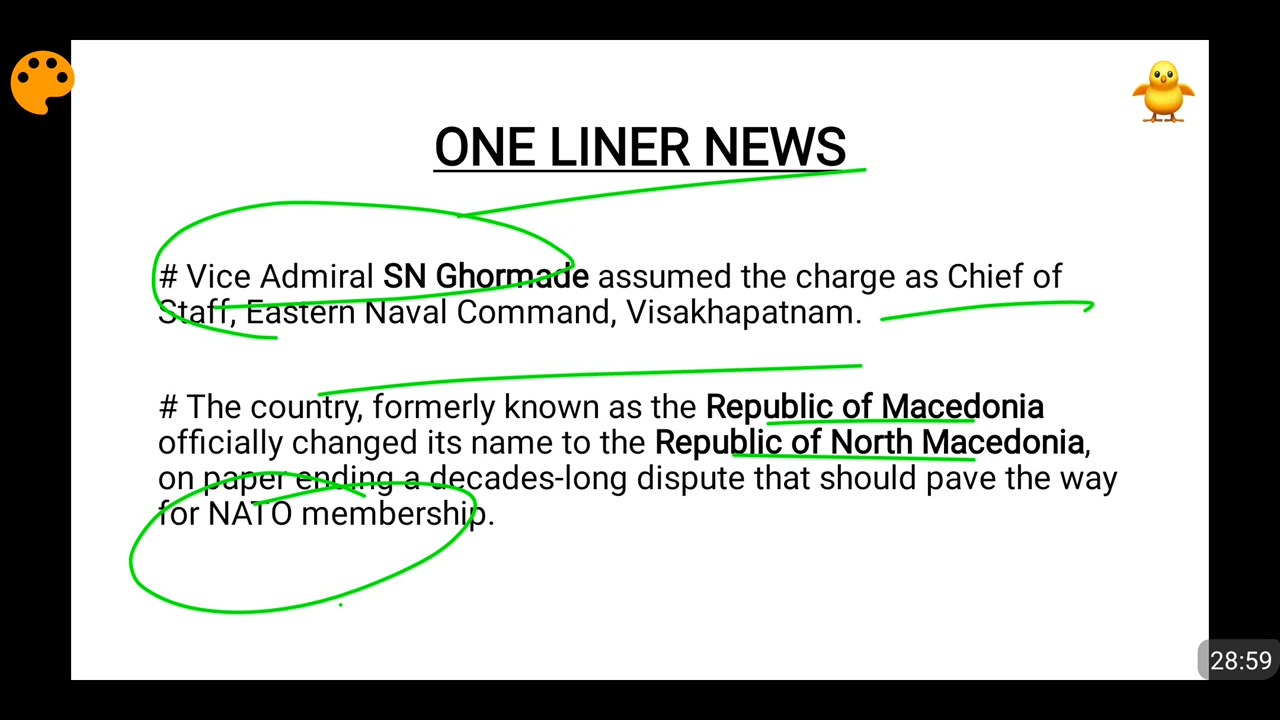 ONE LINER NEWS
# Vice Admiral SN Ghormade assumed the charge as Chief of
Staff, Eastern Naval Command, Visakhapatnam.
# The country, formerly known as the Republic of Macedonia
officially changed its name to the Republic of North Macedonia,
on paper ending a decades-long dispute that should pave the way
for NATO membership.
28:59